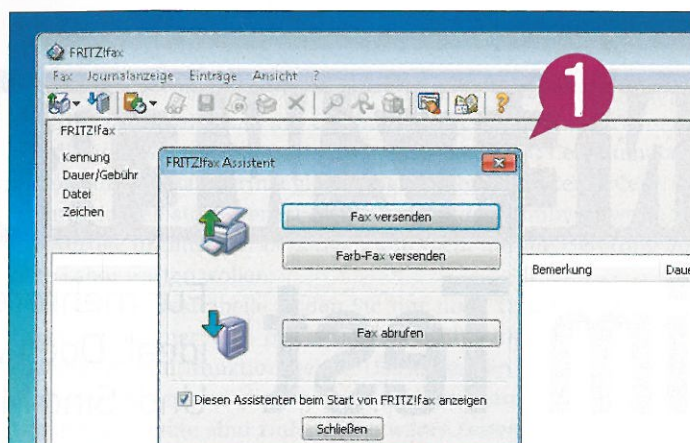 FRITZ!fax
Fax Journalanzeige Einträge Ansicht ?
1
FRITZ!fax
Kennung
Dauer/Gebühr
Datei
Zeichen
FRITZ!fax Assistent
Fax versenden
Farb-Fax versenden
Bemerkung Daue
Fax abrufen
Diesen Assistenten beim Start von FRITZ!fax anzeigen
Schließen